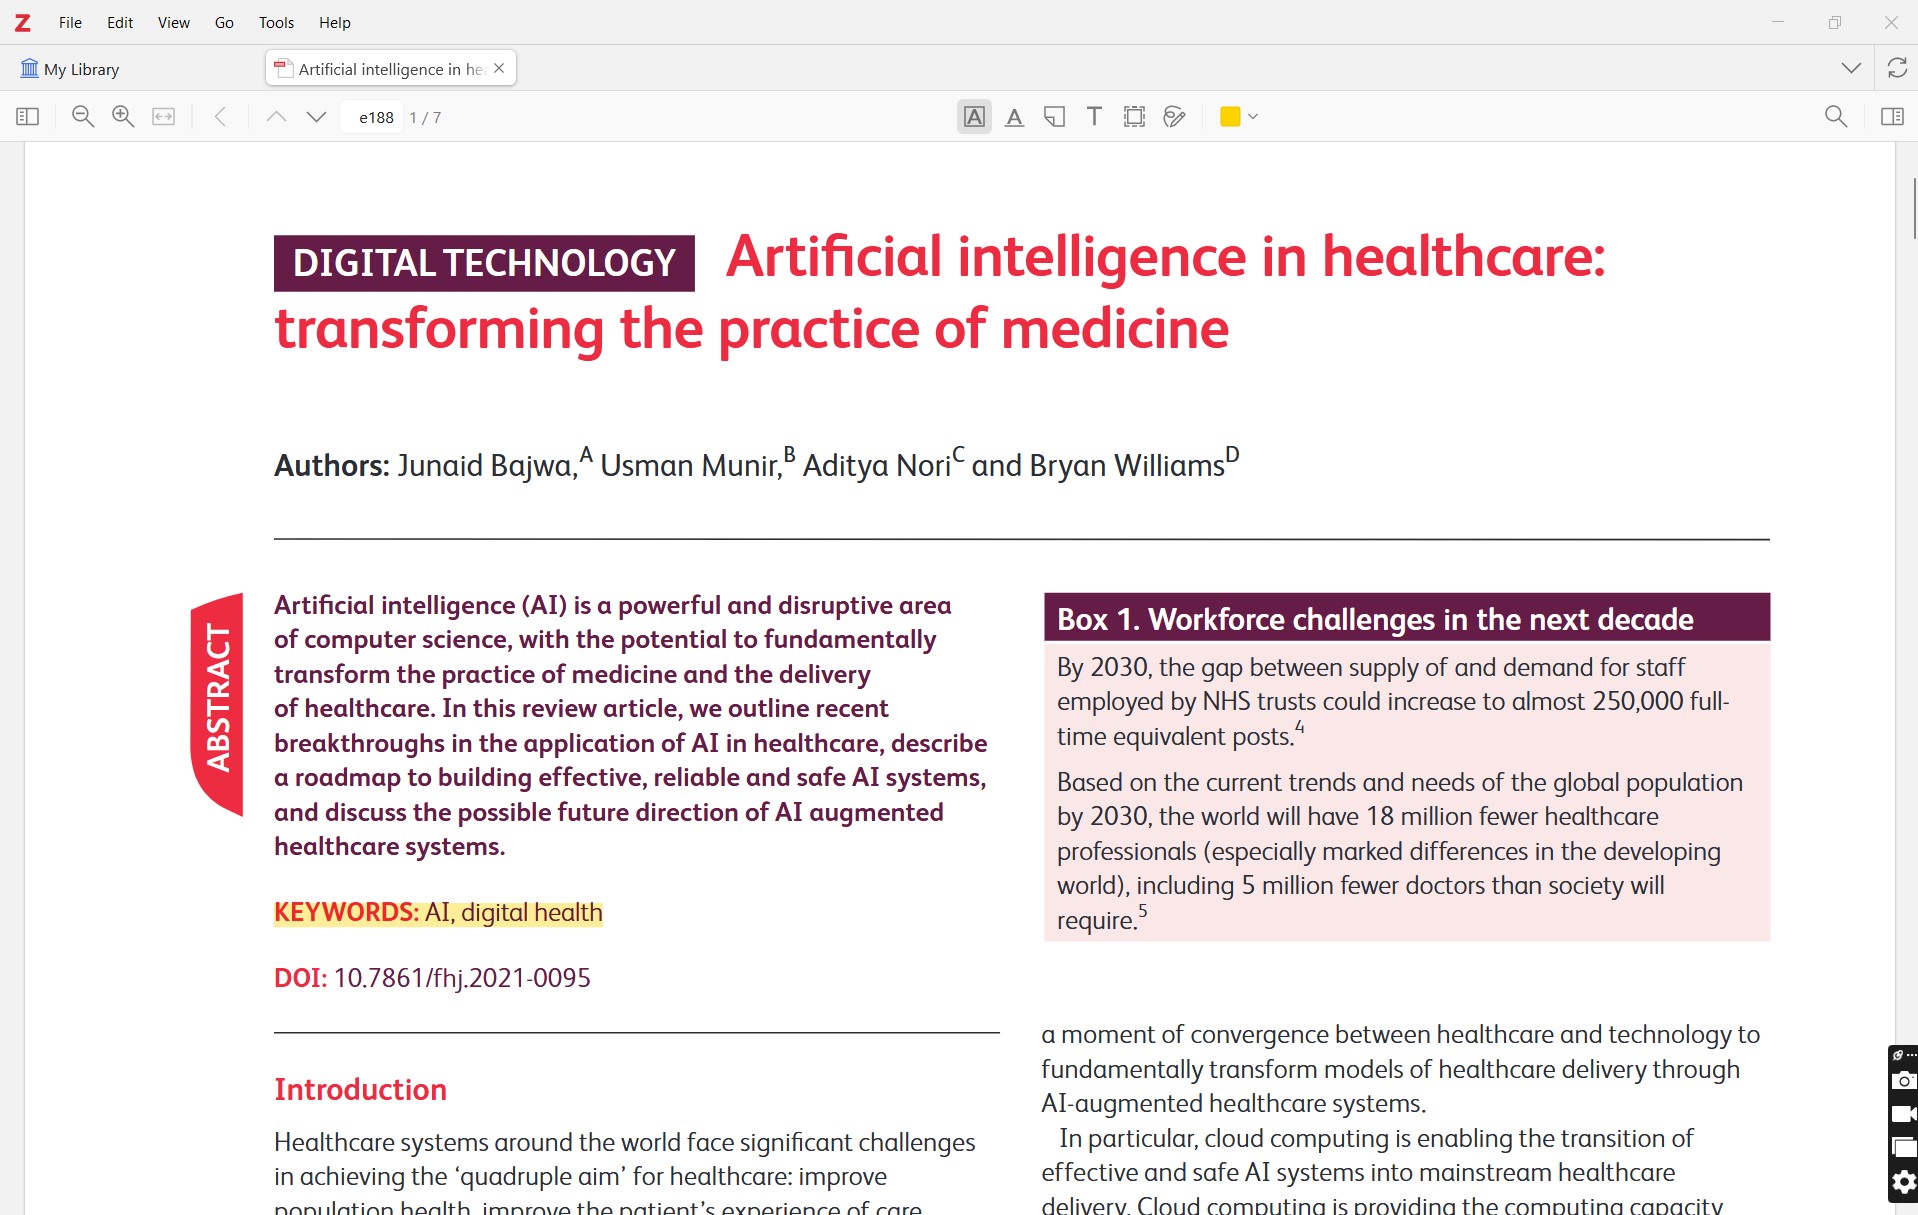 Z File Edit View Go Tools Help
My Library
Artificial intelligence in he
e188 1 / 7
DIGITAL TECHNOLOGY Artificial intelligence in healthcare:
transforming the practice of medicine
Authors: Junaid Bajwa,A Usman Munir,B Aditya NoriC and Bryan WilliamsD
ABSTRACT
Artificial intelligence (AI) is a powerful and disruptive area
of computer science, with the potential to fundamentally
transform the practice of medicine and the delivery
of healthcare. In this review article, we outline recent
breakthroughs in the application of AI in healthcare, describe
a roadmap to building effective, reliable and safe AI systems,
and discuss the possible future direction of AI augmented
healthcare systems.
KEYWORDS: AI, digital health
DOI: 10.7861/fhj.2021-0095
Introduction
Healthcare systems around the world face significant challenges
in achieving the ‘quadruple aim’ for healthcare: improve
population health, improve the patient’s experience of care
Box 1. Workforce challenges in the next decade
By 2030, the gap between supply of and demand for staff
employed by NHS trusts could increase to almost 250,000 full-
time equivalent posts.4
Based on the current trends and needs of the global population
by 2030, the world will have 18 million fewer healthcare
professionals (especially marked differences in the developing
world), including 5 million fewer doctors than society will
require.5
a moment of convergence between healthcare and technology to
fundamentally transform models of healthcare delivery through
AI-augmented healthcare systems.
In particular, cloud computing is enabling the transition of
effective and safe AI systems into mainstream healthcare
delivery. Cloud computing is providing the computing capacity